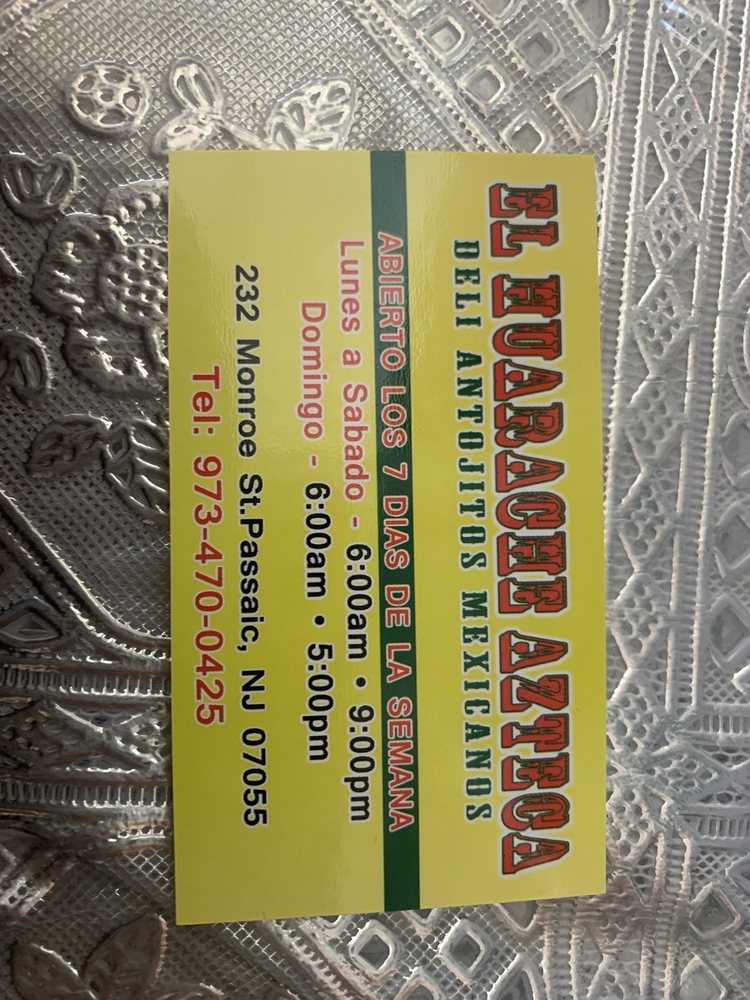 EL HUARACHE AZTECA
DELI ANTOJITOS MEXICANOS
ABIERTO LOS 7 DIAS DE LA SEMANA
Lunes a Sabado - 6:00am • 9:00pm
Domingo - 6:00am • 5:00pm
232 Monroe St.Passaic, NJ 07055
Tel: 973-470-0425